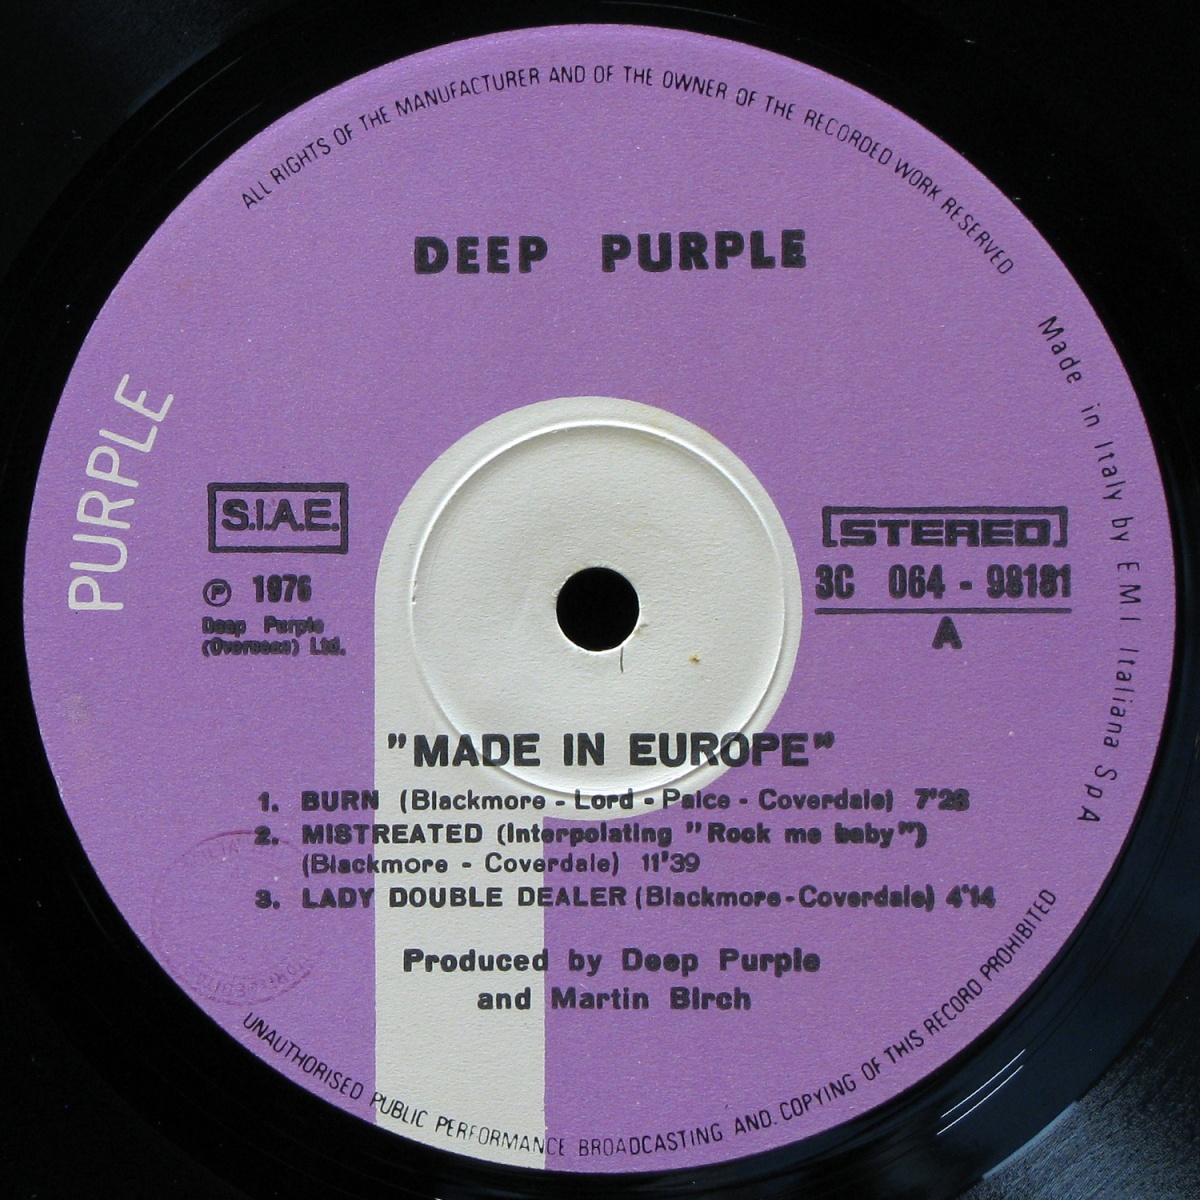 ALL RIGHTS OF THE MANUFACTURER AND OF THE OWNER OF THE RECORDED WORK RESERVED
DEEP PURPLE
Made in Italy by EMI Italiana SpA
PURPLE
S.I.A.E.
Ⓟ 1976
Deep Purple
(Overseas) Ltd.
STEREO
3C 064 - 98181
A
"MADE IN EUROPE"
1. BURN (Blackmore - Lord - Paice - Coverdale) 7'28
2. MISTREATED (Interpolating "Rock me baby")
(Blackmore - Coverdale) 11'39
3. LADY DOUBLE DEALER (Blackmore - Coverdale) 4'14
Produced by Deep Purple
and Martin Birch
UNAUTHORISED PUBLIC PERFORMANCE BROADCASTING AND. COPYING OF THIS RECORD PROHIBITED